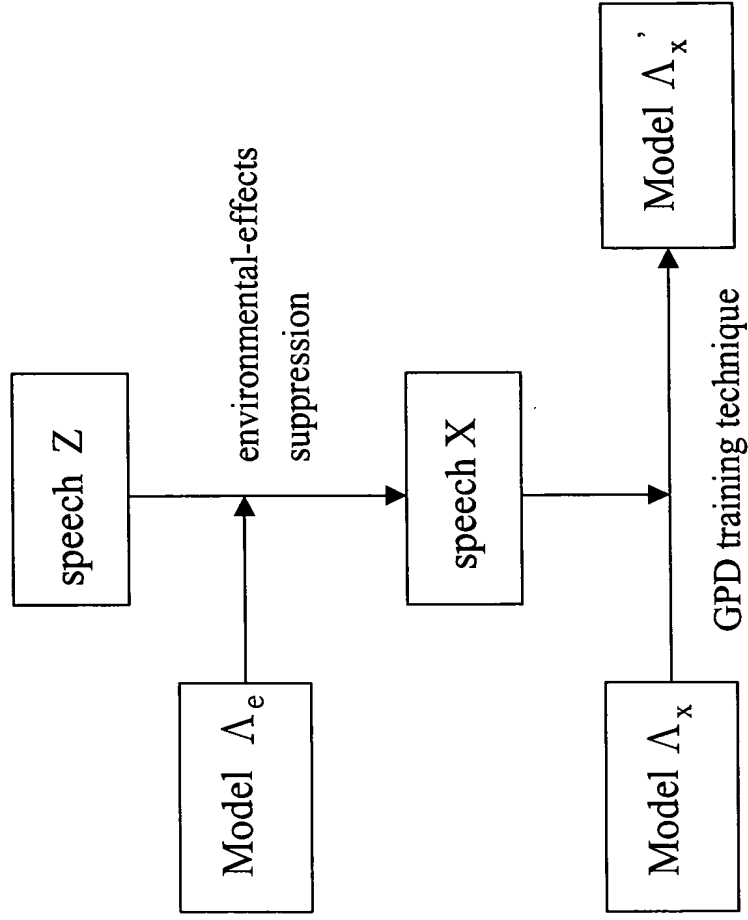 speech Z
Model Λe
environmental-effects
suppression
speech X
Model Λx
GPD training technique
Model Λx’